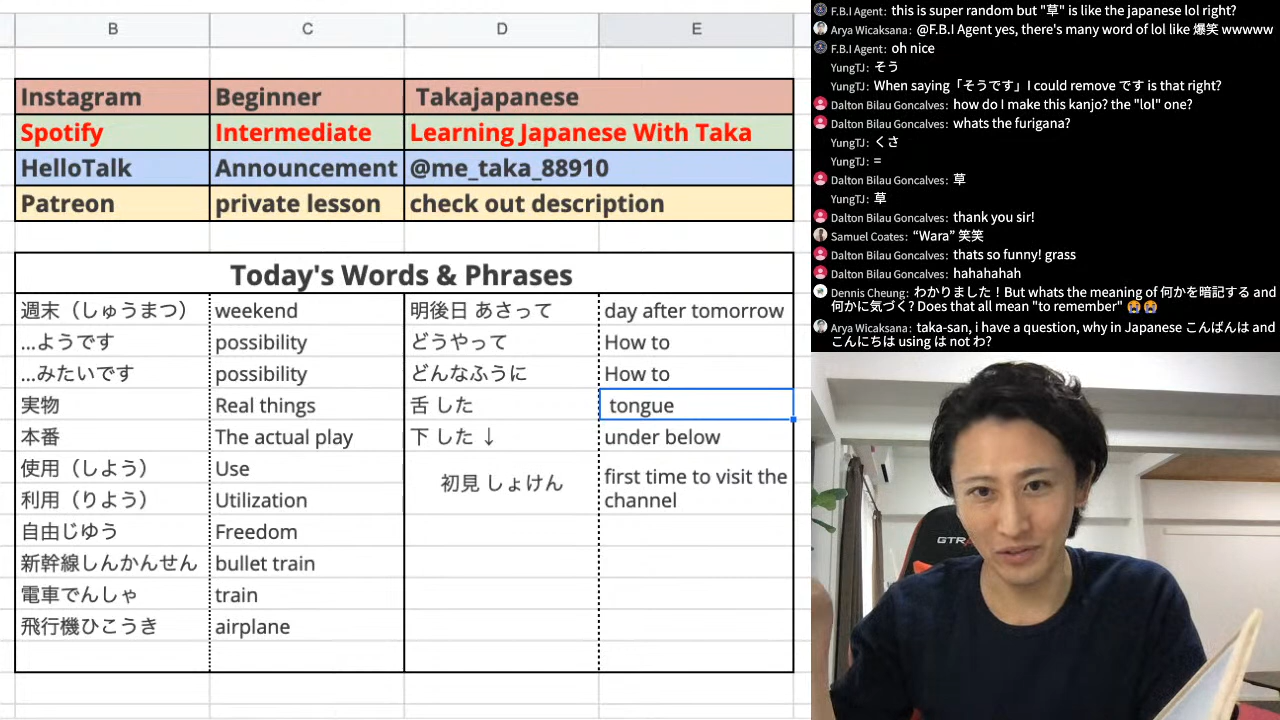 B C D E
Instagram Beginner Takajapanese
Spotify Intermediate Learning Japanese With Taka
HelloTalk Announcement @me_taka_88910
Patreon private lesson check out description
Today's Words & Phrases
週末（しゅうまつ） weekend 明後日 あさって day after tomorrow
...ようです possibility どうやって How to
...みたいです possibility どんなふうに How to
実物 Real things 舌 した tongue
本番 The actual play 下 した ↓ under below
使用（しよう） Use 初見 しょけん first time to visit the
利用（りよう） Utilization channel
自由じゆう Freedom
新幹線しんかんせん bullet train
電車でんしゃ train
飛行機ひこうき airplane
F.B.I Agent: this is super random but "草" is like the japanese lol right?
Arya Wicaksana: @F.B.I Agent yes, there's many word of lol like 爆笑 wwwww
F.B.I Agent: oh nice
YungTJ: そう
YungTJ: When saying「そうです」I could remove です is that right?
Dalton Bilau Goncalves: how do I make this kanjo? the "lol" one?
Dalton Bilau Goncalves: whats the furigana?
YungTJ: くさ
YungTJ: =
Dalton Bilau Goncalves: 草
YungTJ: 草
Dalton Bilau Goncalves: thank you sir!
Samuel Coates: “Wara” 笑笑
Dalton Bilau Goncalves: thats so funny! grass
Dalton Bilau Goncalves: hahahahah
Dennis Cheung: わかりました！But whats the meaning of 何かを暗記する and
何かに気づく? Does that all mean "to remember" 😭😭
Arya Wicaksana: taka-san, i have a question, why in Japanese こんばんは and
こんにちは using は not わ?
GTR